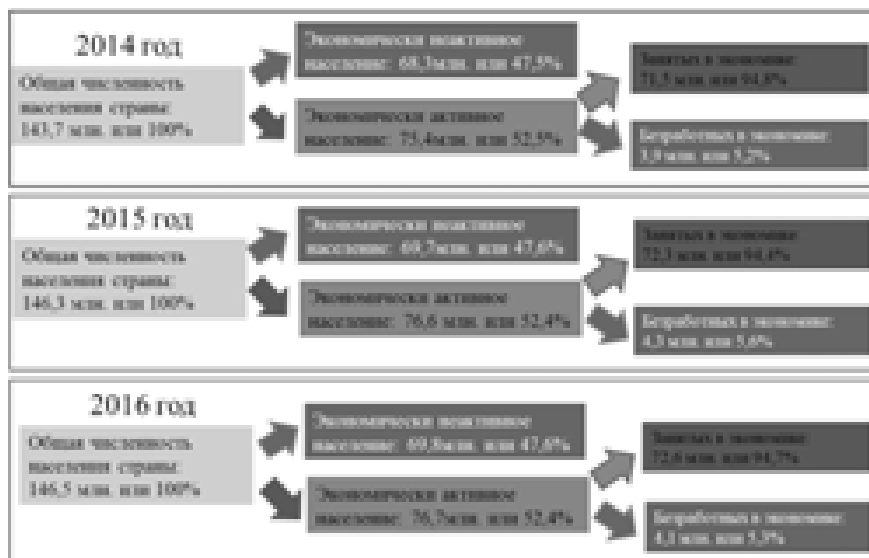 2014 год
Общая численность
населения страны:
143,7 млн. или 100%
Экономически неактивное
население: 68,3млн. или 47,5%
Экономически активное
население: 75,4млн. или 52,5%
Занятых в экономике:
71,5 млн или 94,8%
Безработных в экономике:
3,9 млн. или 5,2%
2015 год
Общая численность
населения страны:
146,3 млн. или 100%
Экономически неактивное
население: 69,7млн. или 47,6%
Экономически активное
население: 76,6 млн. или 52,4%
Занятых в экономике:
72,3 млн или 94,4%
Безработных в экономике:
4,3 млн. или 5,6%
2016 год
Общая численность
населения страны:
146,5 млн. или 100%
Экономически неактивное
население: 69,8млн. или 47,6%
Экономически активное
население: 76,7млн. или 52,4%
Занятых в экономике:
72,6 млн. или 94,7%
Безработных в экономике:
4,1 млн. или 5,3%